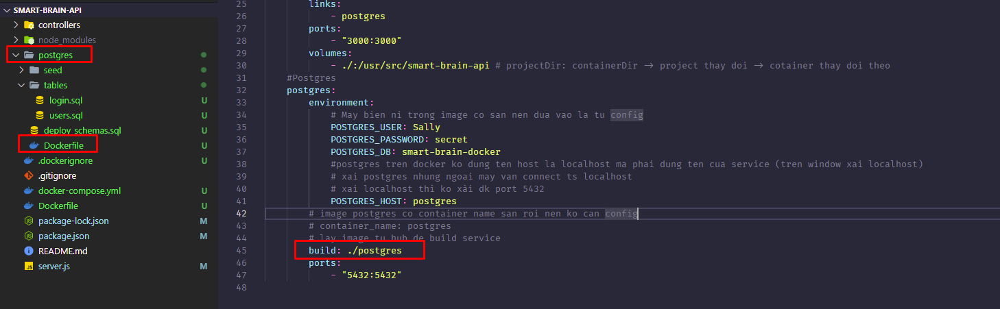 SMART-BRAIN-API
controllers
node_modules
postgres
seed
tables
login.sql U
users.sql U
deploy_schemas.sql U
Dockerfile U
.dockerignore U
.gitignore
docker-compose.yml U
Dockerfile U
package-lock.json M
package.json M
README.md
server.js M
25 links:
26 - postgres
27 ports:
28 - "3000:3000"
29 volumes:
30 - ./:/usr/src/smart-brain-api # projectDir: containerDir -> project thay doi -> cotainer thay doi theo
31 #Postgres
32 postgres:
33 environment:
34 # May bien ni trong image co san nen dua vao la tu config
35 POSTGRES_USER: Sally
36 POSTGRES_PASSWORD: secret
37 POSTGRES_DB: smart-brain-docker
38 #postgres tren docker ko dung ten host la localhost ma phai dung ten cua service (tren window xai localhost)
39 # xai postgres nhung ngoai may van connect ts localhost
40 # xai localhost thì ko xài dk port 5432
41 POSTGRES_HOST: postgres
42 # image postgres co container name san roi nen ko can config
43 # container_name: postgres
44 # lay image tu hub de build service
45 build: ./postgres
46 ports:
47 - "5432:5432"
48